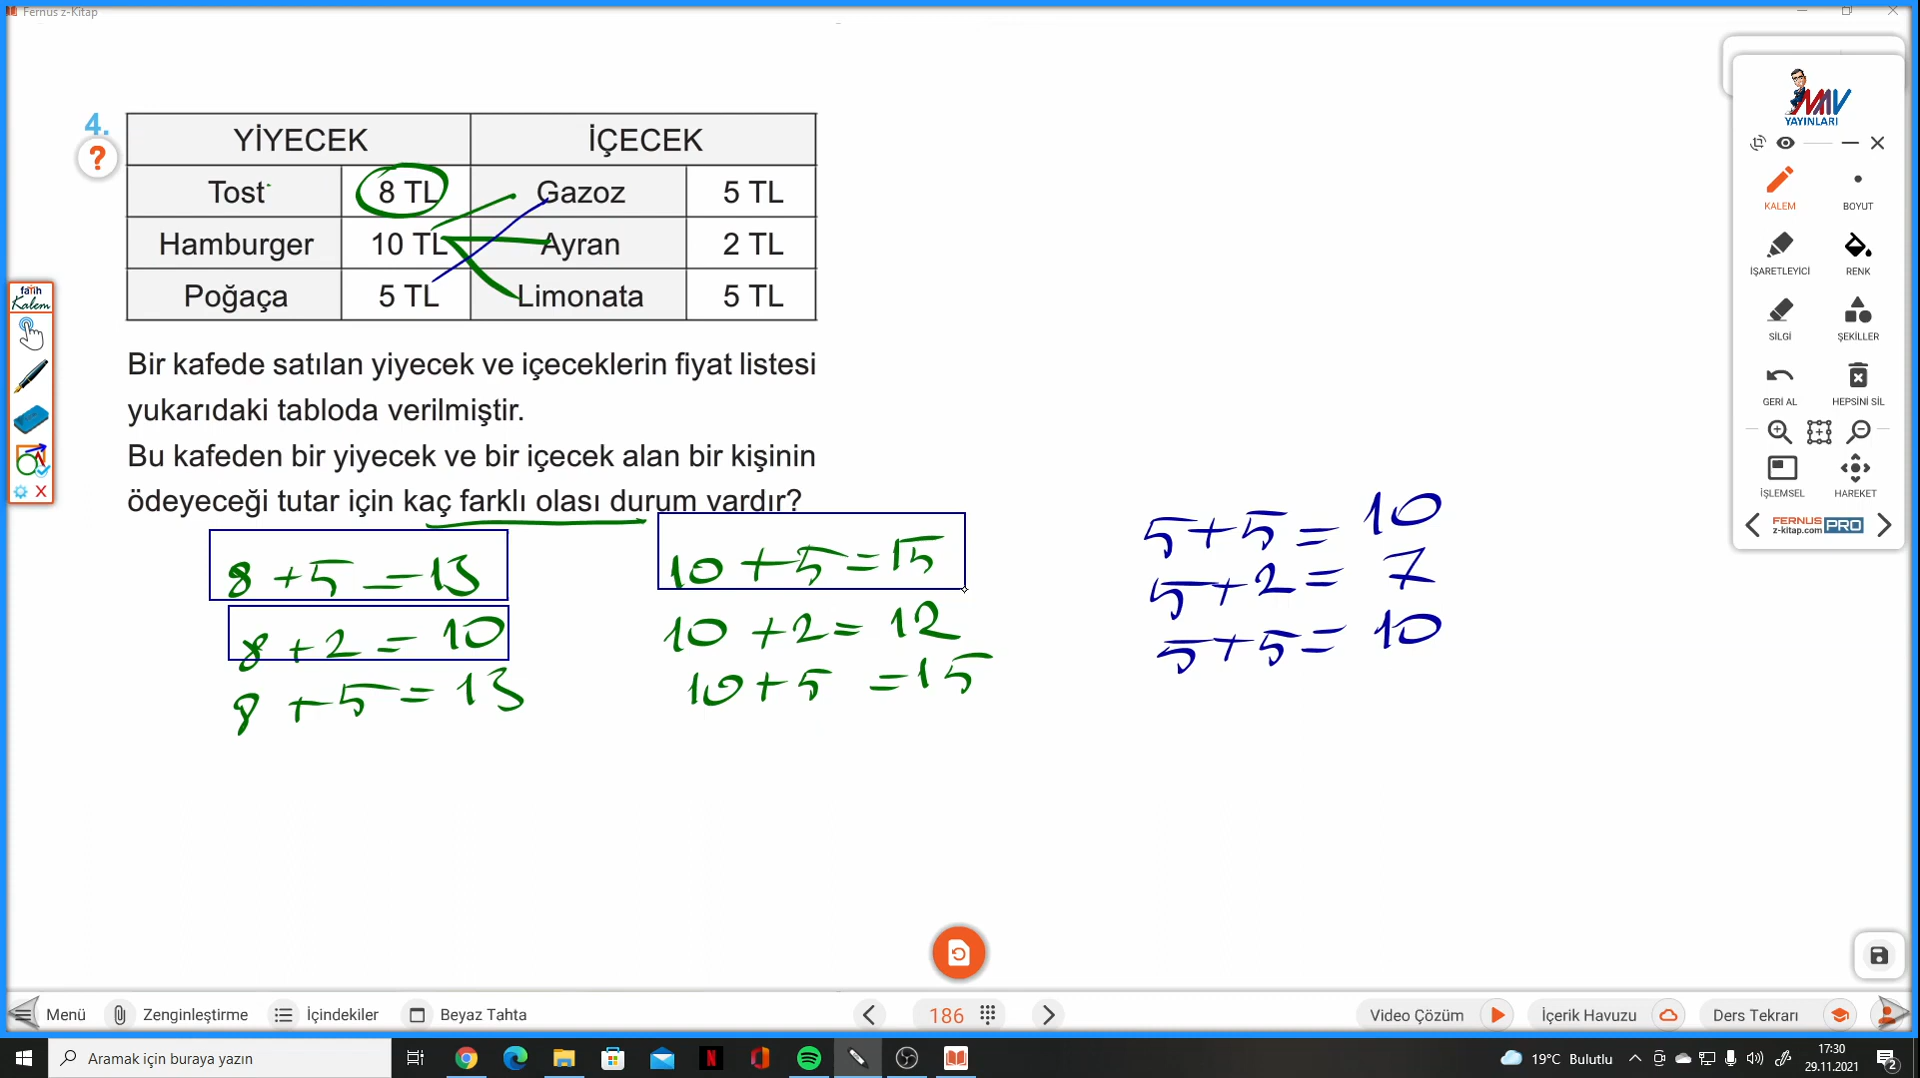 Fernus z-Kitap
4.
?
YİYECEK İÇECEK
Tost 8 TL Gazoz 5 TL
Hamburger 10 TL Ayran 2 TL
Poğaça 5 TL Limonata 5 TL
Bir kafede satılan yiyecek ve içeceklerin fiyat listesi
yukarıdaki tabloda verilmiştir.
Bu kafeden bir yiyecek ve bir içecek alan bir kişinin
ödeyeceği tutar için kaç farklı olası durum vardır?
8 + 5 = 13
8 + 2 = 10
8 + 5 = 13
10 + 5 = 15
10 + 2 = 12
10 + 5 = 15
5 + 5 = 10
5 + 2 = 7
5 + 5 = 10
fatih
Kalem
X
MAV
YAYINLARI
KALEM BOYUT
İŞARETLEYİCİ RENK
SİLGİ ŞEKİLLER
GERİ AL HEPSİNİ SİL
İŞLEMSEL HAREKET
FERNUS PRO
z-kitap.com
Menü Zenginleştirme İçindekiler Beyaz Tahta 186 Video Çözüm İçerik Havuzu Ders Tekrarı
Aramak için buraya yazın
19°C Bulutlu
17:30
29.11.2021
2